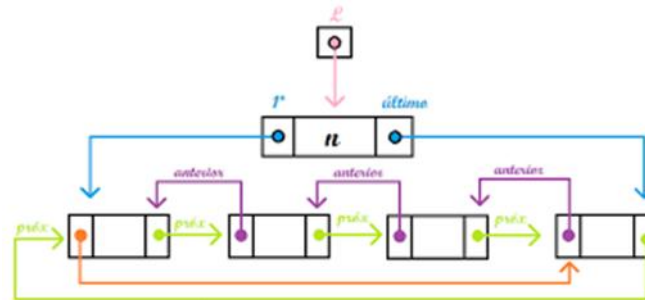 L
1º
último
n
anterior
anterior
anterior
próx
próx
próx
próx